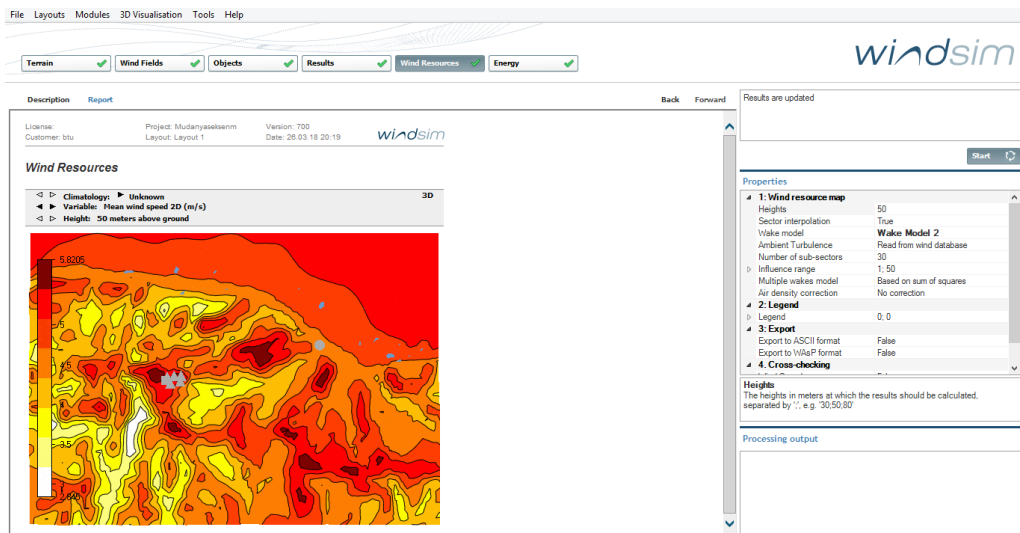 File Layouts Modules 3D Visualisation Tools Help
windsim
Terrain Wind Fields Objects Results Wind Resources Energy
Description Report Back Forward
License: Project: Mudanyaseksenm Version: 700
Customer: btu Layout: Layout 1 Date: 26.03.18 20:19
windsim
Wind Resources
Climatology: Unknown 3D
Variable: Mean wind speed 2D (m/s)
Height: 50 meters above ground
5.8205
5
4.5
4
3.5
3
2.845
Results are updated
Start
Properties
1: Wind resource map
Heights 50
Sector interpolation True
Wake model Wake Model 2
Ambient Turbulence Read from wind database
Number of sub-sectors 30
Influence range 1; 50
Multiple wakes model Based on sum of squares
Air density correction No correction
2: Legend
Legend 0; 0
3: Export
Export to ASCII format False
Export to WAsP format False
4. Cross-checking
Heights
The heights in meters at which the results should be calculated,
separated by ';', e.g. '30;50;80'
Processing output